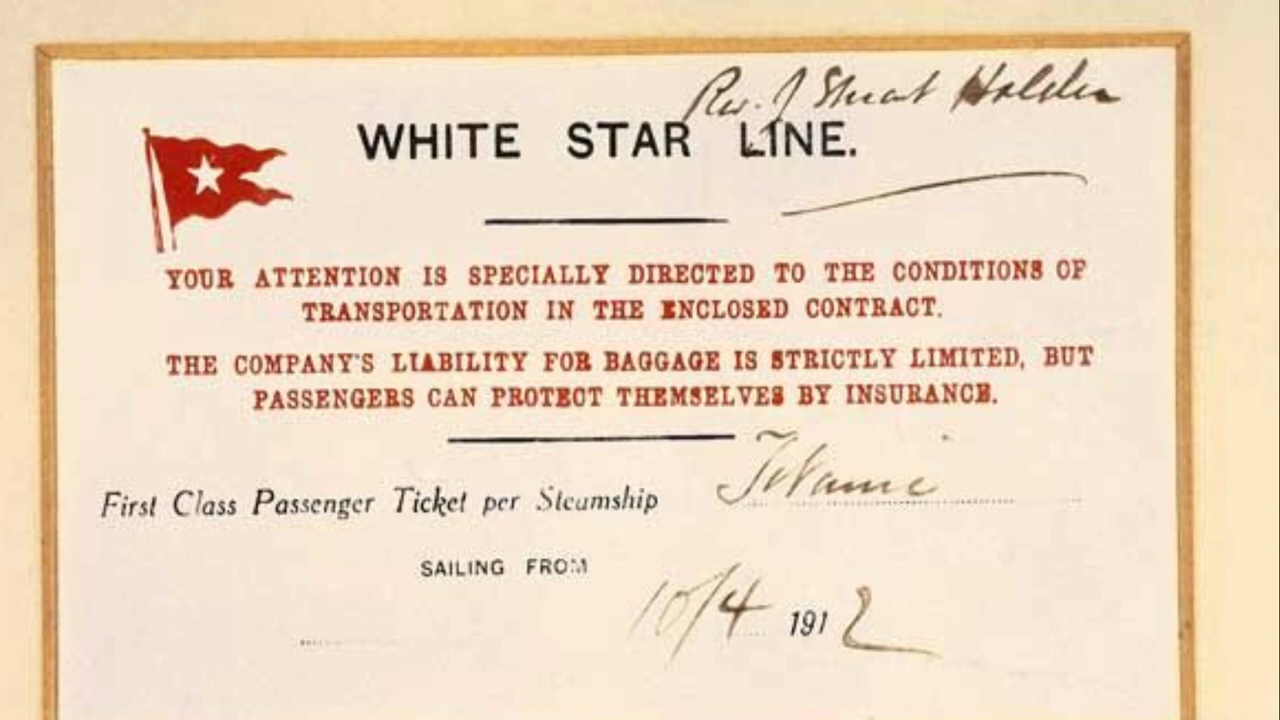 Rev. J Stuart Holden
WHITE STAR LINE.
YOUR ATTENTION IS SPECIALLY DIRECTED TO THE CONDITIONS OF
TRANSPORTATION IN THE ENCLOSED CONTRACT.
THE COMPANY'S LIABILITY FOR BAGGAGE IS STRICTLY LIMITED, BUT
PASSENGERS CAN PROTECT THEMSELVES BY INSURANCE.
First Class Passenger Ticket per Steamship Titanic
SAILING FROM
10/4 1912